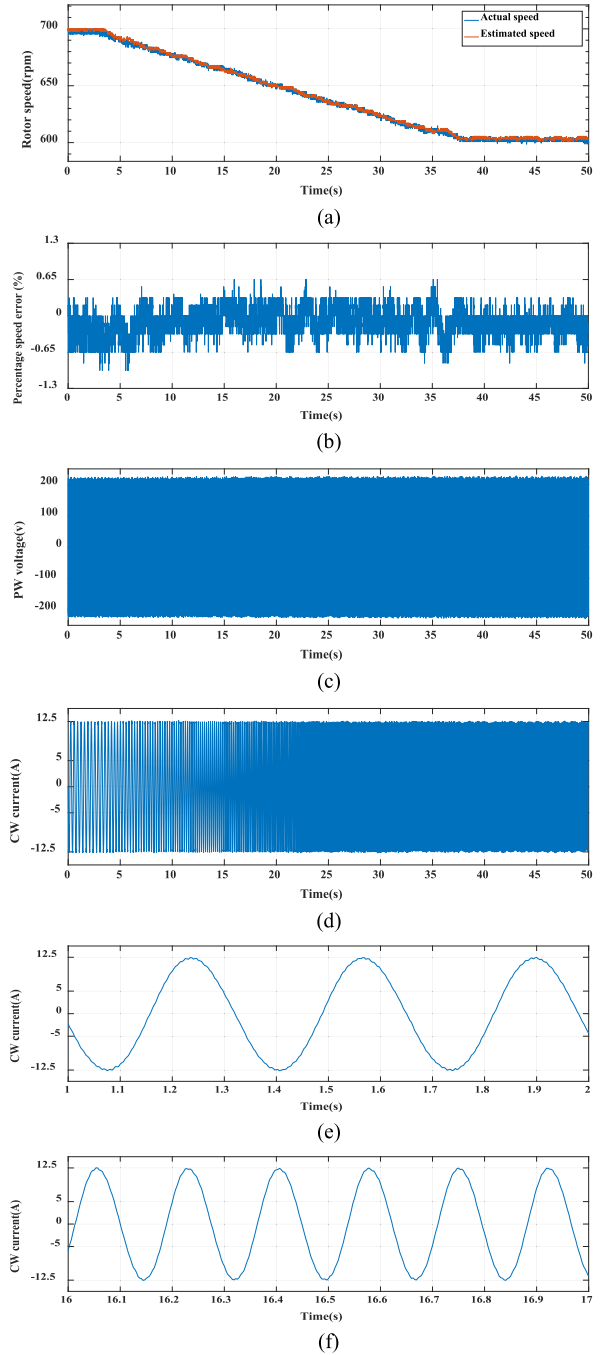 Actual speed
Estimated speed
Rotor speed(rpm)
700
650
600
0 5 10 15 20 25 30 35 40 45 50
Time(s)
(a)
Percentage speed error (%)
1.3
0.65
0
-0.65
-1.3
0 5 10 15 20 25 30 35 40 45 50
Time(s)
(b)
PW voltage(v)
200
100
0
-100
-200
0 5 10 15 20 25 30 35 40 45 50
Time(s)
(c)
CW current(A)
12.5
5
0
-5
-12.5
0 5 10 15 20 25 30 35 40 45 50
Time(s)
(d)
CW current(A)
12.5
5
0
-5
-12.5
1 1.1 1.2 1.3 1.4 1.5 1.6 1.7 1.8 1.9 2
Time(s)
(e)
CW current(A)
12.5
5
0
-5
-12.5
16 16.1 16.2 16.3 16.4 16.5 16.6 16.7 16.8 16.9 17
Time(s)
(f)